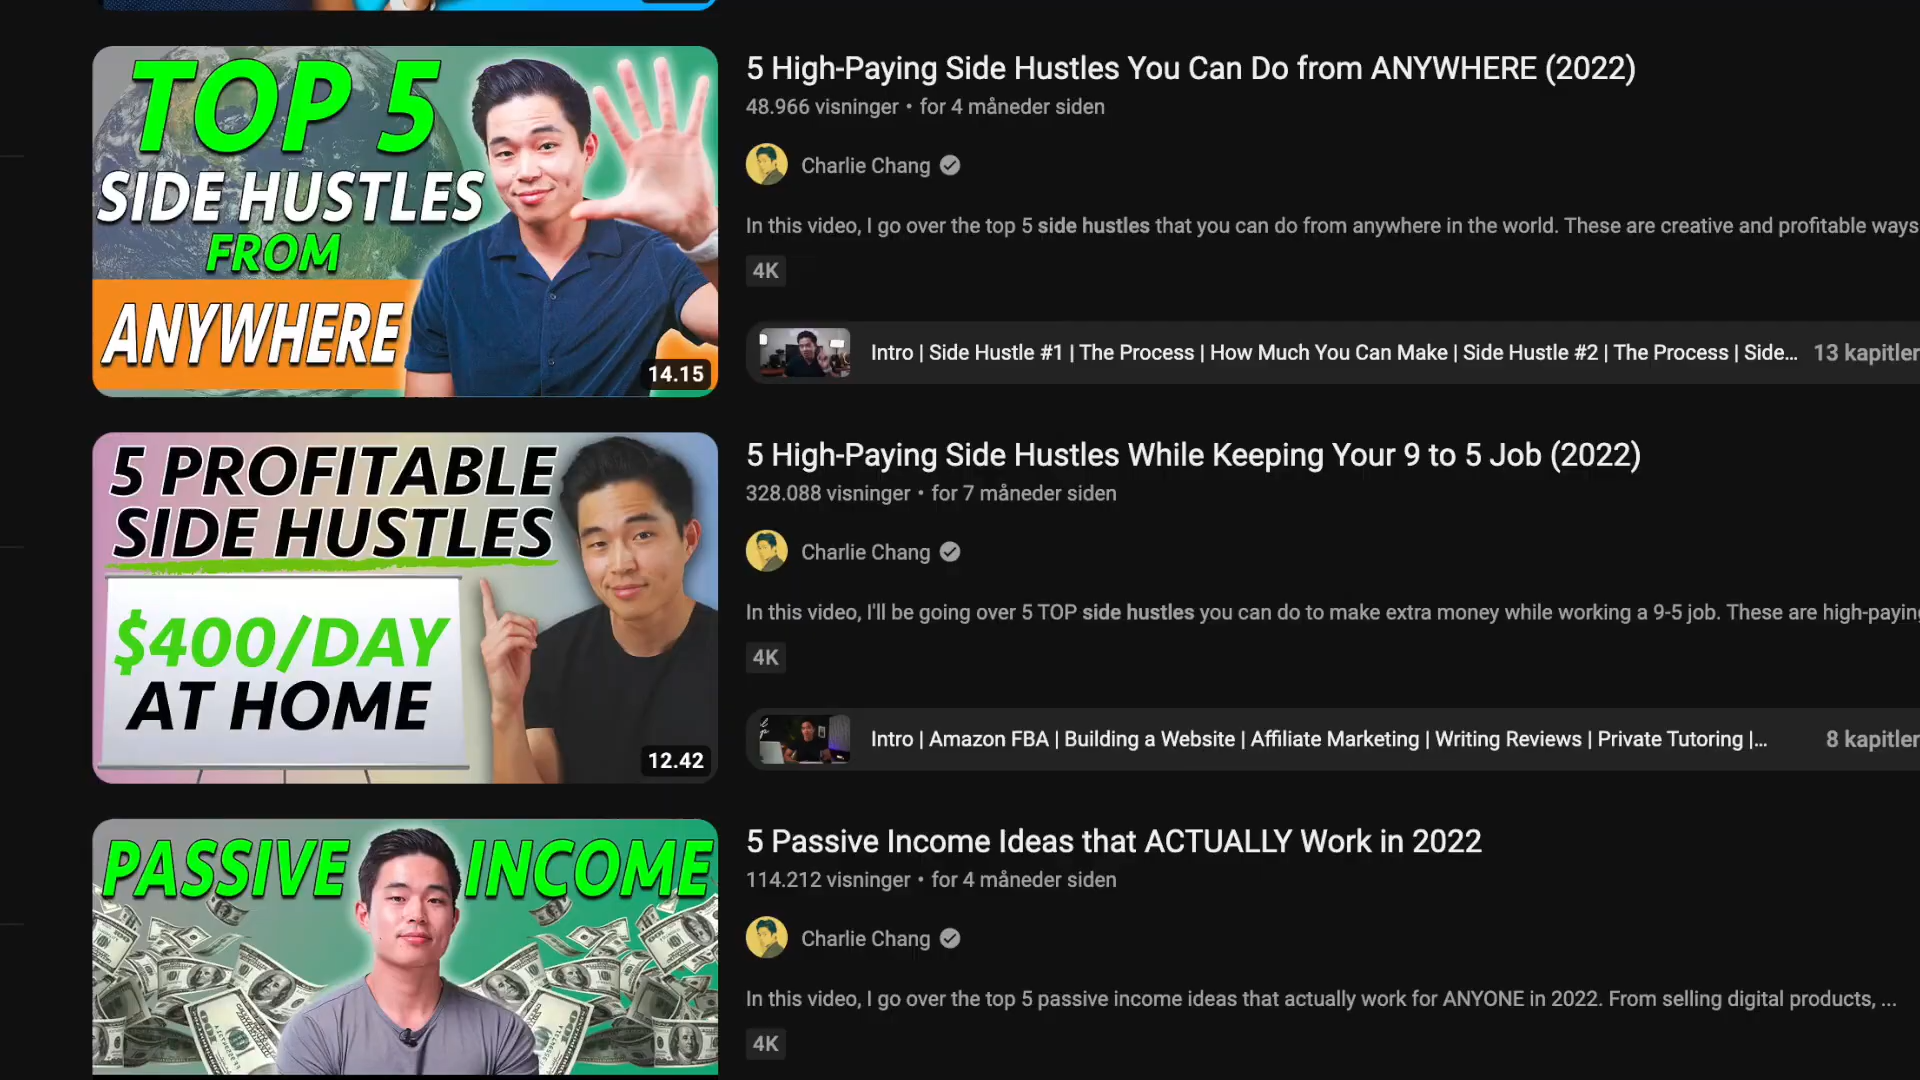 TOP 5
SIDE HUSTLES
FROM
ANYWHERE
14.15
5 High-Paying Side Hustles You Can Do from ANYWHERE (2022)
48.966 visninger • for 4 måneder siden
Charlie Chang
In this video, I go over the top 5 side hustles that you can do from anywhere in the world. These are creative and profitable ways
4K
Intro | Side Hustle #1 | The Process | How Much You Can Make | Side Hustle #2 | The Process | Side...
13 kapitler
5 PROFITABLE
SIDE HUSTLES
$400/DAY
AT HOME
12.42
5 High-Paying Side Hustles While Keeping Your 9 to 5 Job (2022)
328.088 visninger • for 7 måneder siden
Charlie Chang
In this video, I'll be going over 5 TOP side hustles you can do to make extra money while working a 9-5 job. These are high-paying
4K
Intro | Amazon FBA | Building a Website | Affiliate Marketing | Writing Reviews | Private Tutoring |...
8 kapitler
PASSIVE INCOME
5 Passive Income Ideas that ACTUALLY Work in 2022
114.212 visninger • for 4 måneder siden
Charlie Chang
In this video, I go over the top 5 passive income ideas that actually work for ANYONE in 2022. From selling digital products, ...
4K